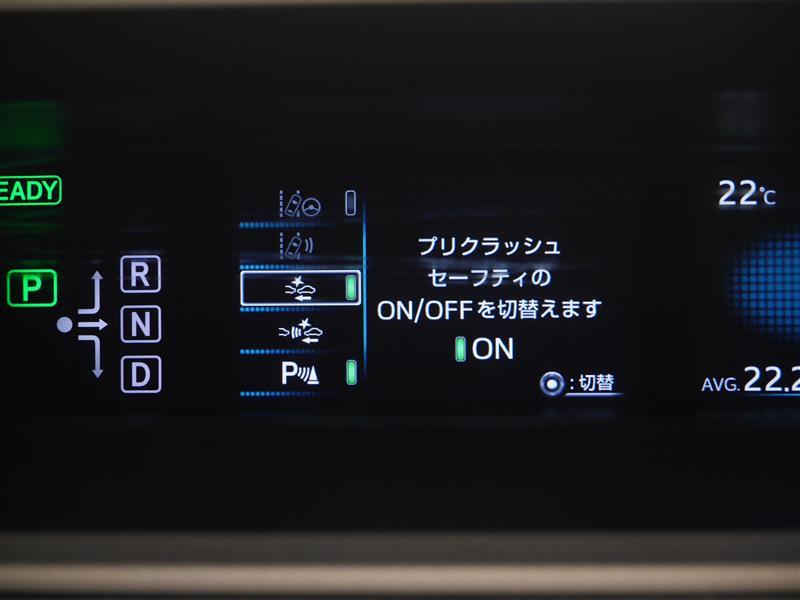 EADY
P
R
N
D
P
プリクラッシュ
セーフティの
ON/OFFを切替えます
ON
:切替
22℃
AVG.22.2